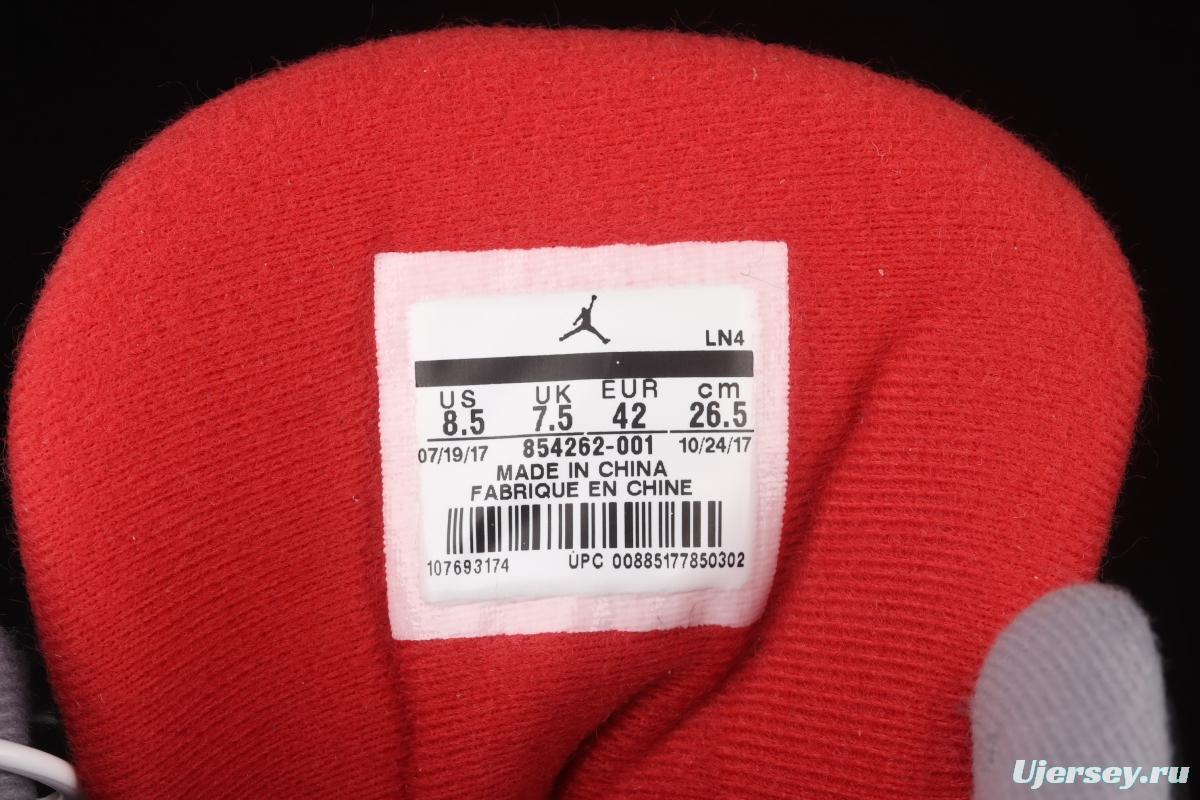 LN4
US UK EUR cm
8.5 7.5 42 26.5
07/19/17 854262-001 10/24/17
MADE IN CHINA
FABRIQUE EN CHINE
107693174 UPC 00885177850302
Ujersey.ru